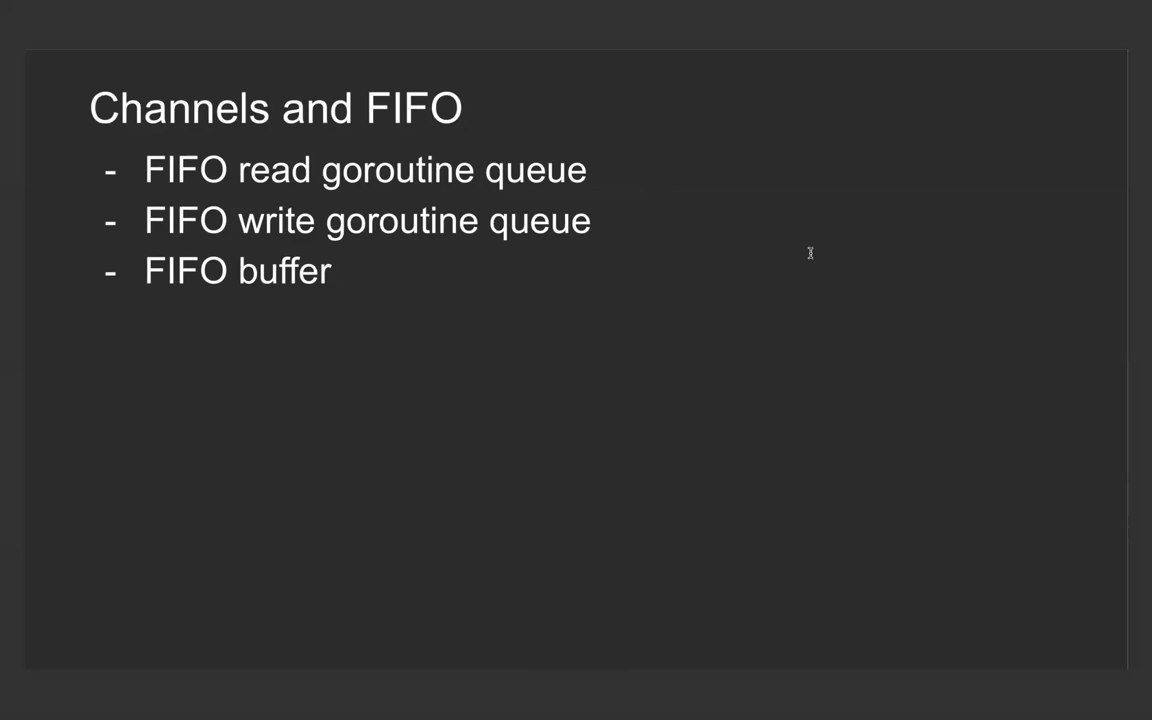 Channels and FIFO
- FIFO read goroutine queue
- FIFO write goroutine queue
- FIFO buffer